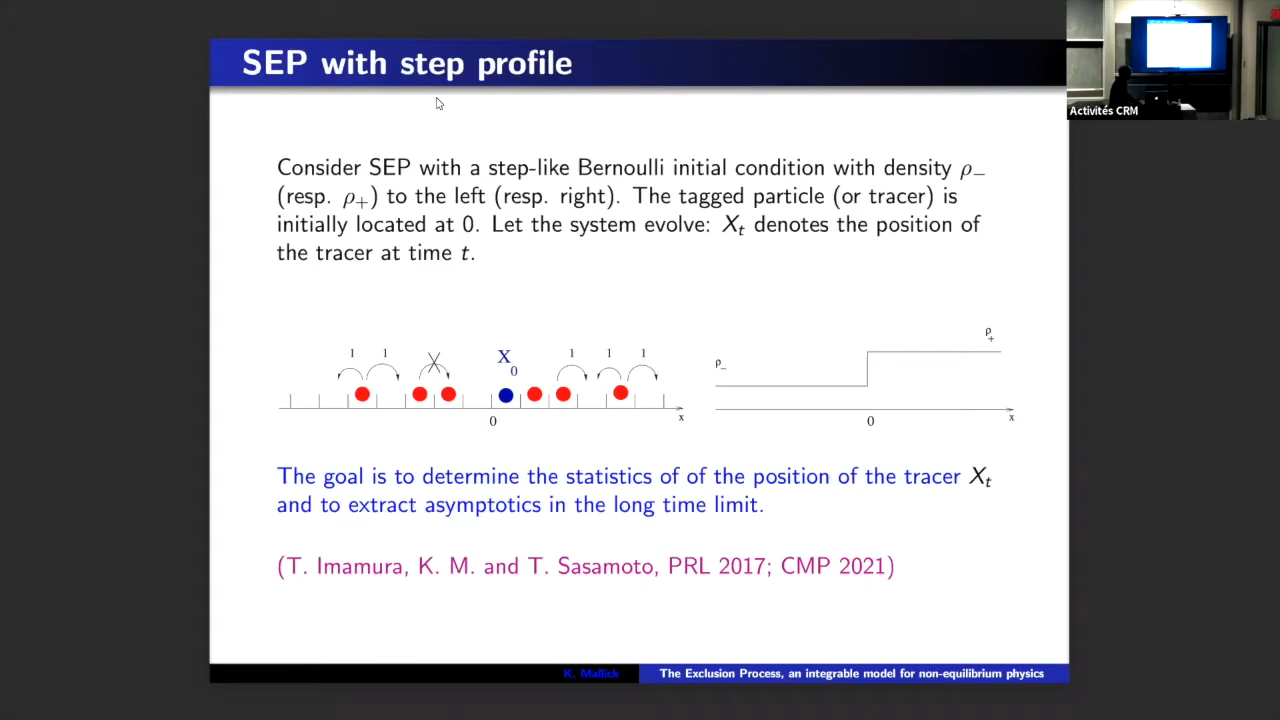 SEP with step profile
Activités CRM
Consider SEP with a step-like Bernoulli initial condition with density ρ₋
(resp. ρ₊) to the left (resp. right). The tagged particle (or tracer) is
initially located at 0. Let the system evolve: Xₜ denotes the position of
the tracer at time t.
1 1 X₀ 1 1 1
0 x
ρ₋ ρ₊
0 x
The goal is to determine the statistics of of the position of the tracer Xₜ
and to extract asymptotics in the long time limit.
(T. Imamura, K. M. and T. Sasamoto, PRL 2017; CMP 2021)
K. Mallick
The Exclusion Process, an integrable model for non-equilibrium physics